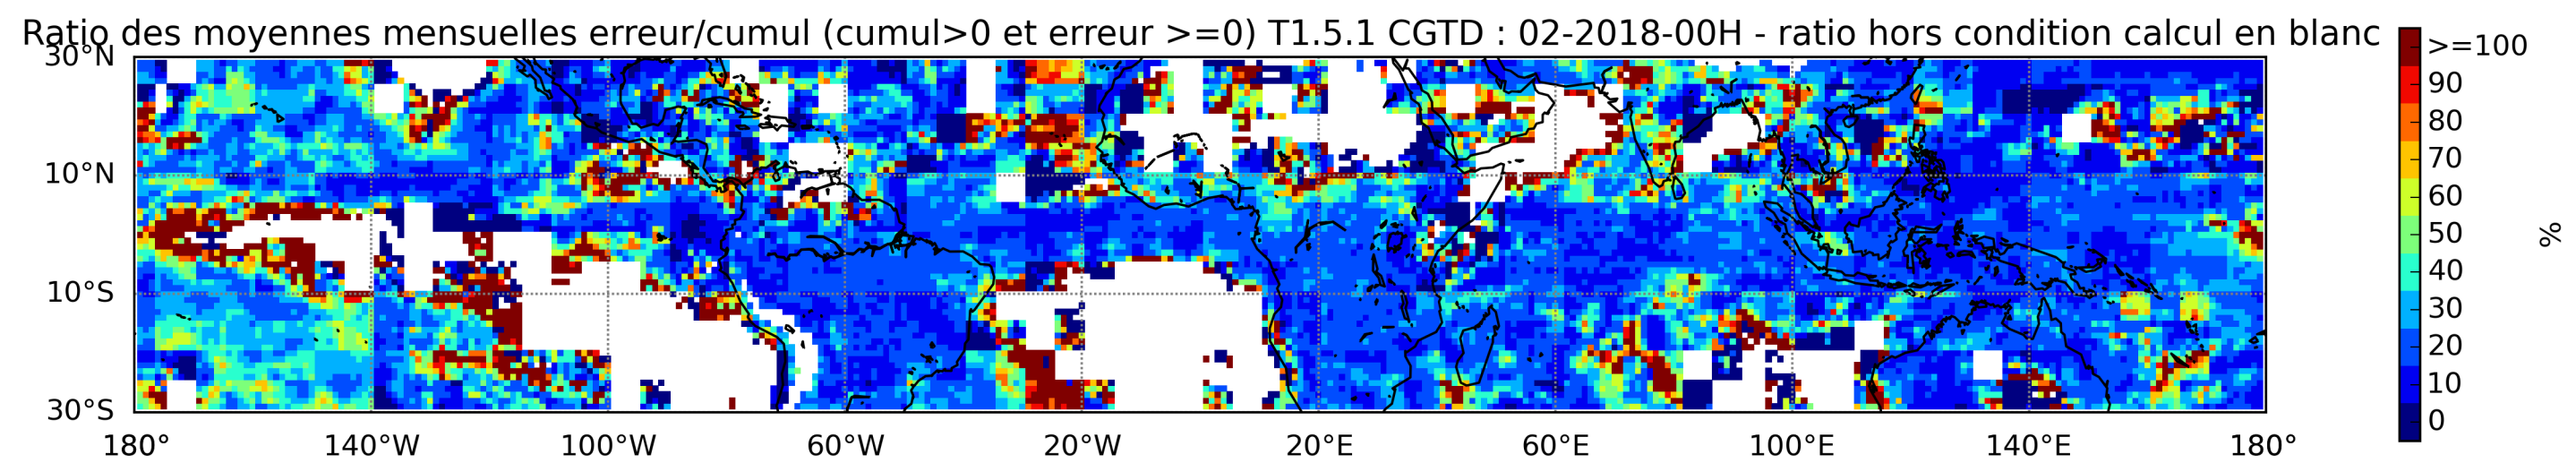 Ratio des moyennes mensuelles erreur/cumul (cumul>0 et erreur >=0) T1.5.1 CGTD : 02-2018-00H - ratio hors condition calcul en blanc
30°N
10°N
10°S
30°S
180° 140°W 100°W 60°W 20°W 20°E 60°E 100°E 140°E 180°
>=100
90
80
70
60
50
40
30
20
10
0
%